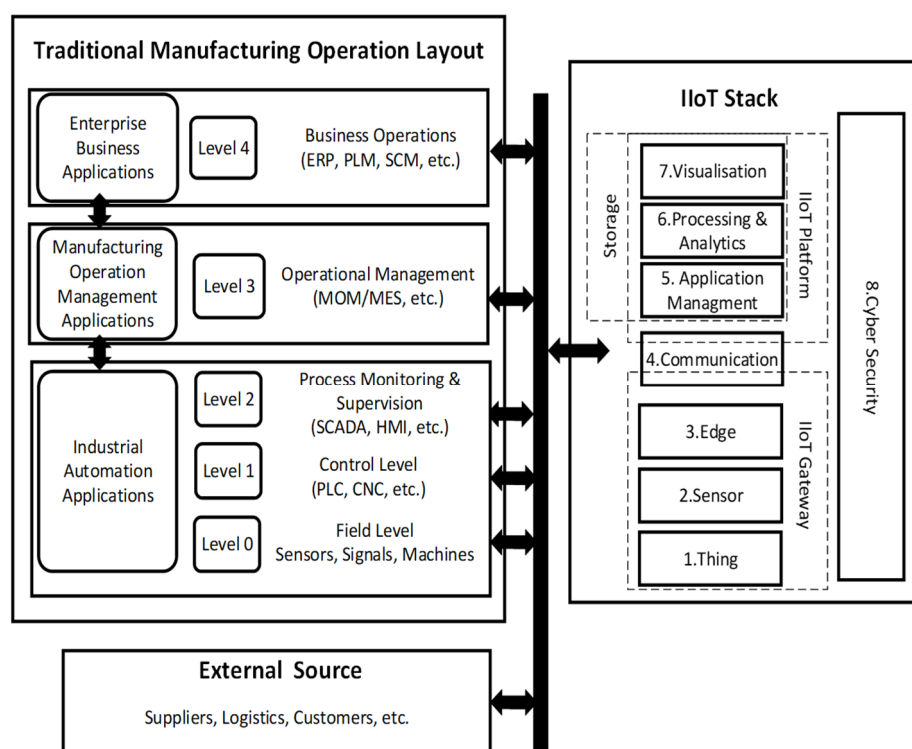 Traditional Manufacturing Operation Layout
Enterprise
Business
Applications
Level 4
Business Operations
(ERP, PLM, SCM, etc.)
Manufacturing
Operation
Management
Applications
Level 3
Operational Management
(MOM/MES, etc.)
Industrial
Automation
Applications
Level 2
Process Monitoring &
Supervision
(SCADA, HMI, etc.)
Level 1
Control Level
(PLC, CNC, etc.)
Level 0
Field Level
Sensors, Signals, Machines
External Source
Suppliers, Logistics, Customers, etc.
IIoT Stack
Storage
7.Visualisation
6.Processing &
Analytics
5. Application
Managment
IIoT Platform
4.Communication
3.Edge
2.Sensor
1.Thing
IIoT Gateway
8.Cyber Security